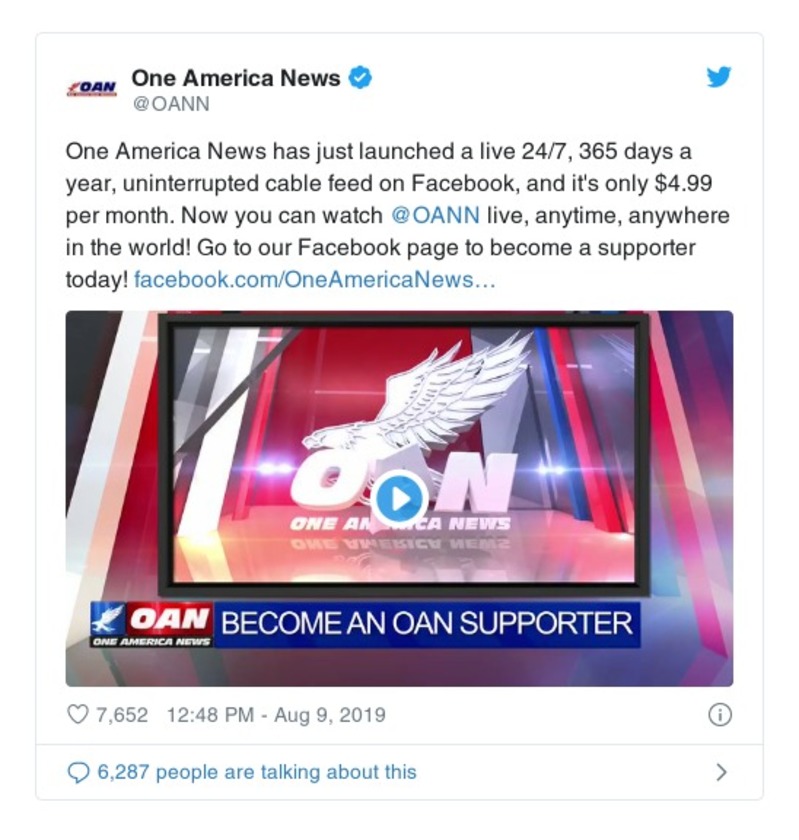 OAN
One America News
@OANN
One America News has just launched a live 24/7, 365 days a
year, uninterrupted cable feed on Facebook, and it's only $4.99
per month. Now you can watch @OANN live, anytime, anywhere
in the world! Go to our Facebook page to become a supporter
today! facebook.com/OneAmericaNews…
OAN
ONE AMERICA NEWS
OAN
ONE AMERICA NEWS
BECOME AN OAN SUPPORTER
7,652 12:48 PM - Aug 9, 2019
6,287 people are talking about this